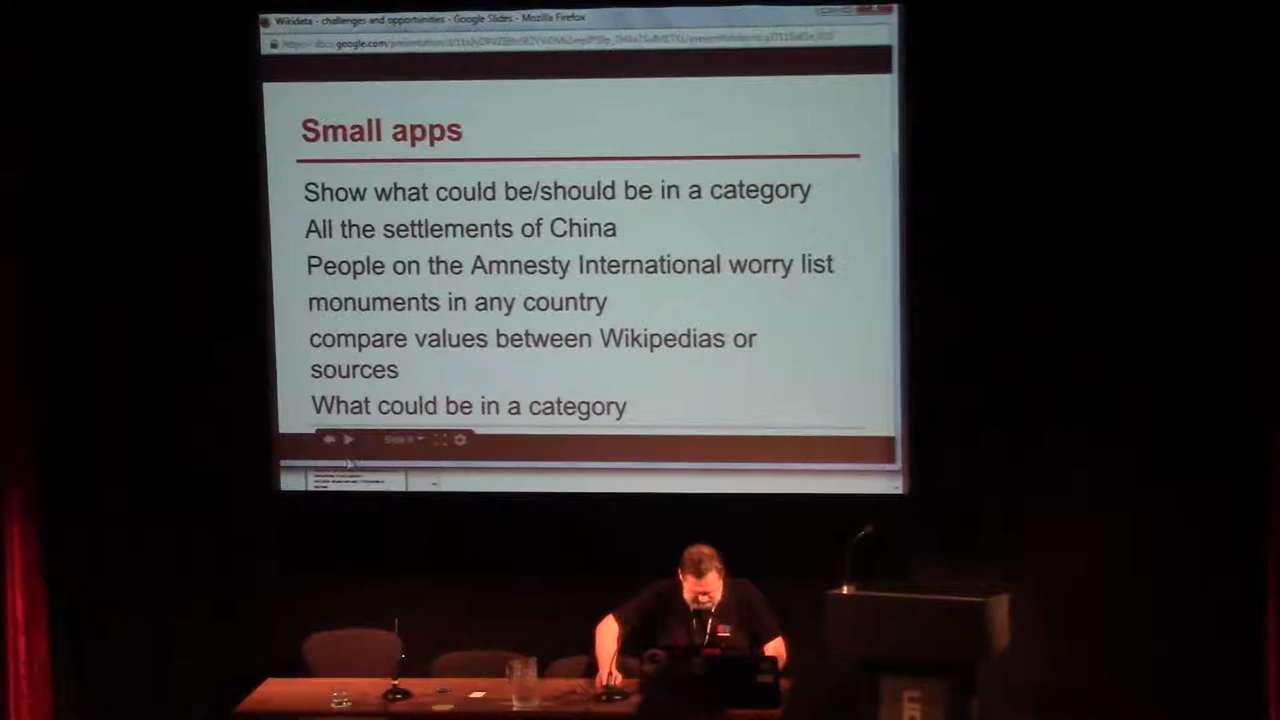 Wikidata - challenges and opportunities - Google Slides - Mozilla Firefox
google.com
Small apps
Show what could be/should be in a category
All the settlements of China
People on the Amnesty International worry list
monuments in any country
compare values between Wikipedias or
sources
What could be in a category